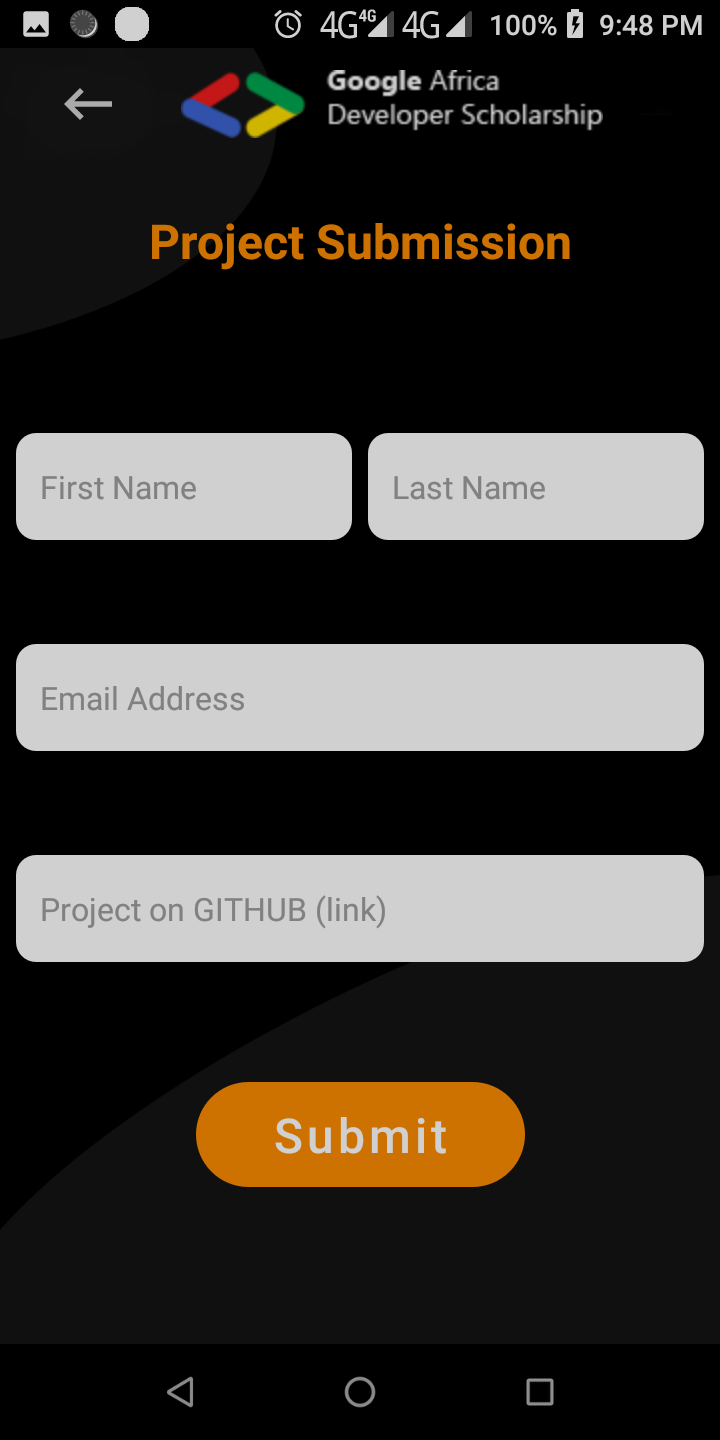 4G 4G 4G 100% 9:48 PM
Google Africa
Developer Scholarship
Project Submission
First Name Last Name
Email Address
Project on GITHUB (link)
Submit